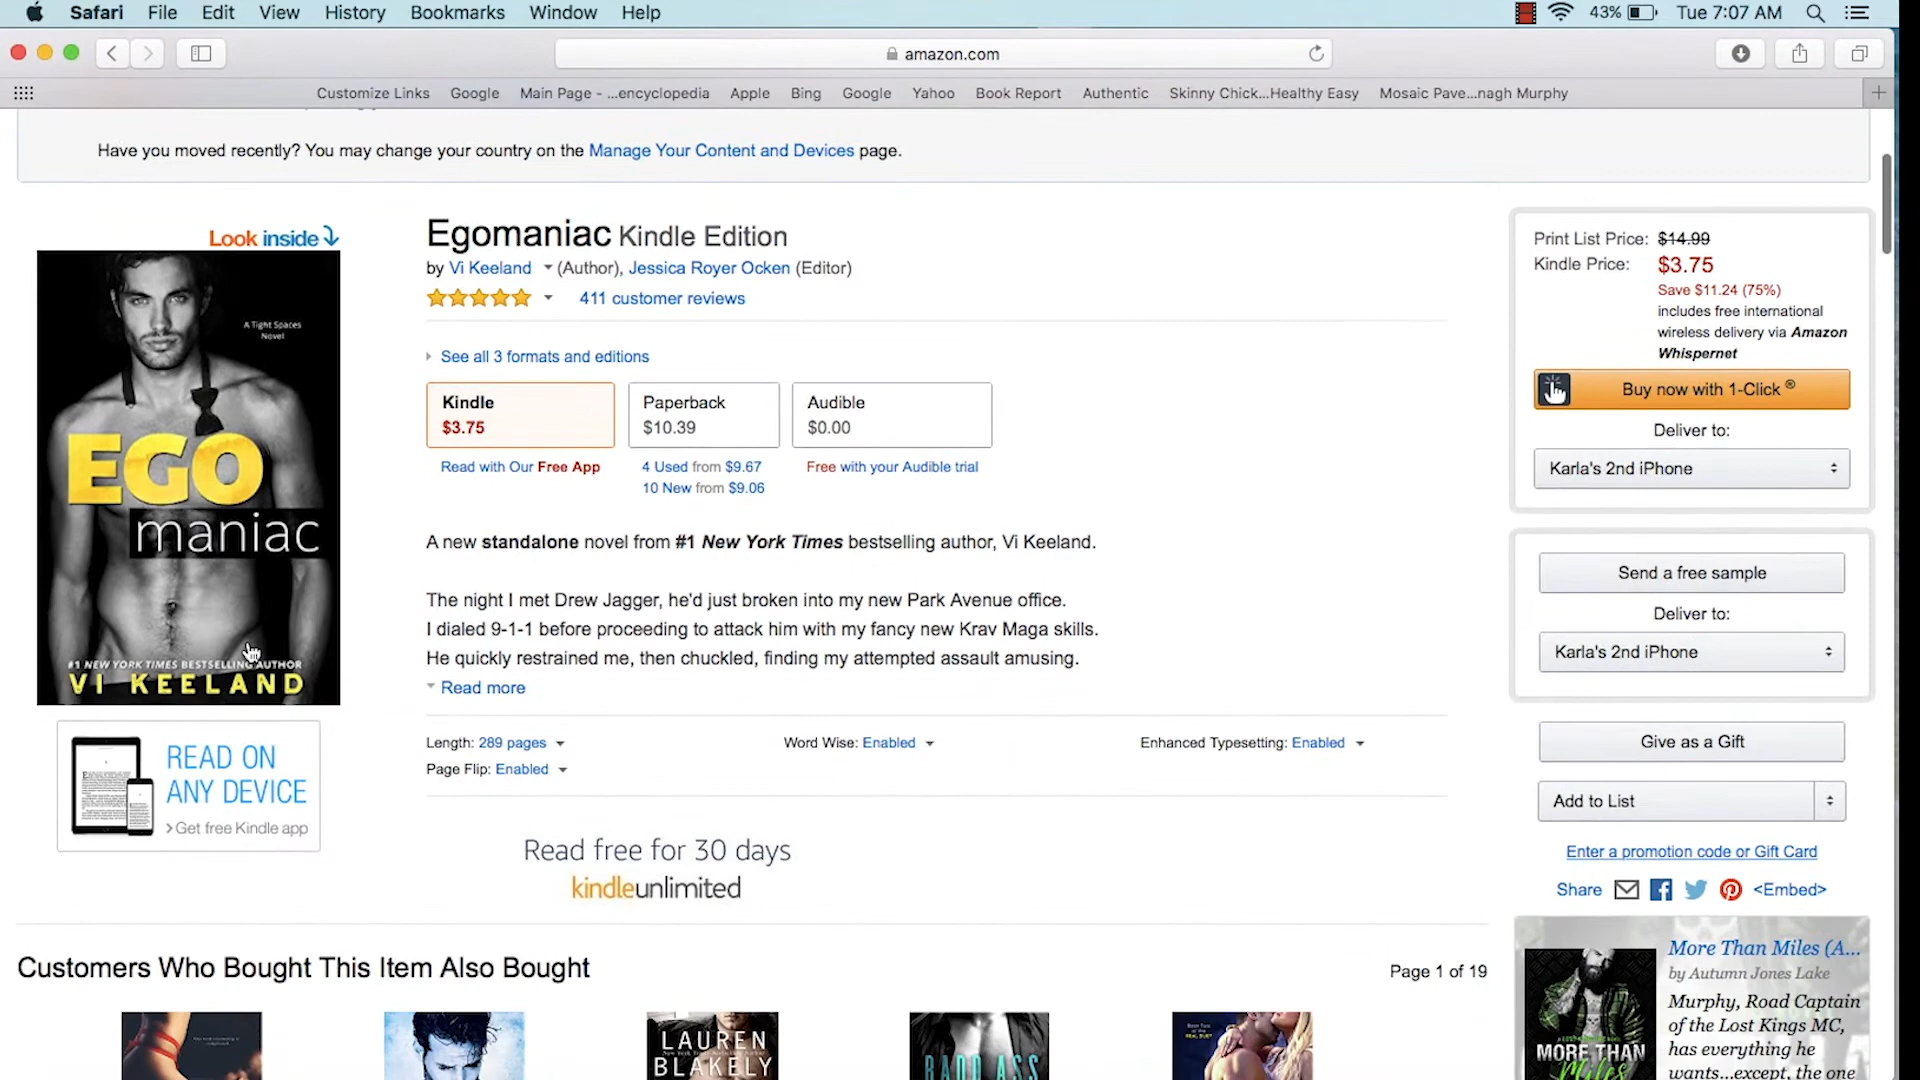 Safari File Edit View History Bookmarks Window Help
43% Tue 7:07 AM
amazon.com
Customize Links Google Main Page - ...encyclopedia Apple Bing Google Yahoo Book Report Authentic Skinny Chick...Healthy Easy Mosaic Pave...nagh Murphy
Have you moved recently? You may change your country on the Manage Your Content and Devices page.
Look inside
A Tight Spaces
Novel
EGO
maniac
#1 NEW YORK TIMES BESTSELLING AUTHOR
VI KEELAND
READ ON
ANY DEVICE
Get free Kindle app
Egomaniac Kindle Edition
by Vi Keeland (Author), Jessica Royer Ocken (Editor)
411 customer reviews
See all 3 formats and editions
Kindle
$3.75
Read with Our Free App
Paperback
$10.39
4 Used from $9.67
10 New from $9.06
Audible
$0.00
Free with your Audible trial
A new standalone novel from #1 New York Times bestselling author, Vi Keeland.
The night I met Drew Jagger, he'd just broken into my new Park Avenue office.
I dialed 9-1-1 before proceeding to attack him with my fancy new Krav Maga skills.
He quickly restrained me, then chuckled, finding my attempted assault amusing.
Read more
Length: 289 pages Word Wise: Enabled Enhanced Typesetting: Enabled
Page Flip: Enabled
Read free for 30 days
kindleunlimited
Print List Price: $14.99
Kindle Price: $3.75
Save $11.24 (75%)
includes free international
wireless delivery via Amazon
Whispernet
Buy now with 1-Click ®
Deliver to:
Karla's 2nd iPhone
Send a free sample
Deliver to:
Karla's 2nd iPhone
Give as a Gift
Add to List
Enter a promotion code or Gift Card
Share <Embed>
More Than Miles (A...
by Autumn Jones Lake
Murphy, Road Captain
of the Lost Kings MC,
has everything he
wants...except, the one
MORE THAN
Miles
Customers Who Bought This Item Also Bought
Page 1 of 19
LAUREN
BLAKELY
BADD ASS